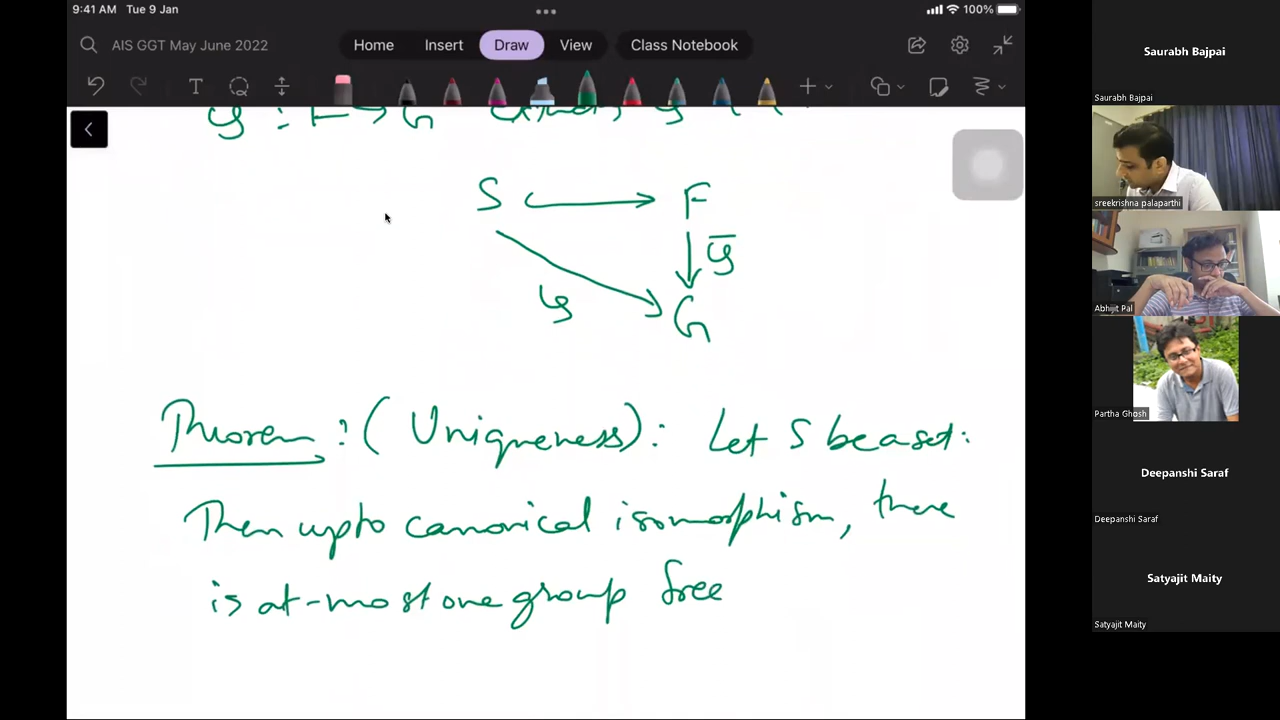 9:41 AM Tue 9 Jan
100%
AIS GGT May June 2022
Home Insert Draw View Class Notebook
S F
φ̄
φ
G
Theorem : ( Uniqueness) : Let S be a set.
Then upto canonical isomorphism, there
is at-most one group free
Saurabh Bajpai
Saurabh Bajpai
sreekrishna palaparthi
Abhijit Pal
Partha Ghosh
Deepanshi Saraf
Deepanshi Saraf
Satyajit Maity
Satyajit Maity